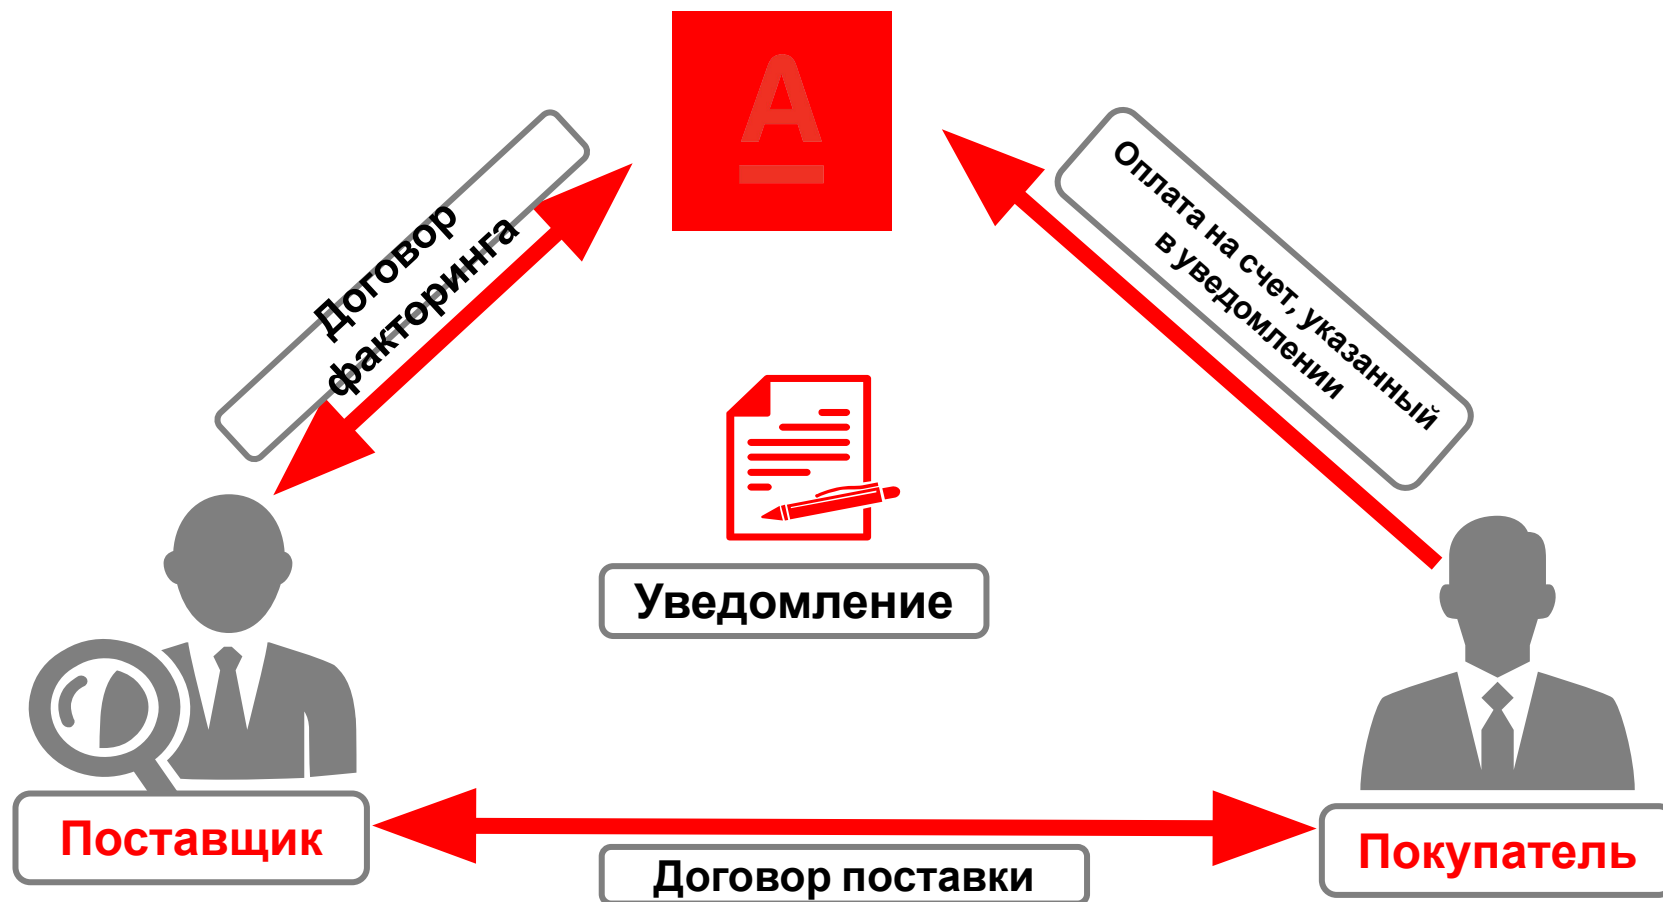 А
Договор
факторинга
Оплата на счет, указанный
в уведомлении
Уведомление
Поставщик
Покупатель
Договор поставки